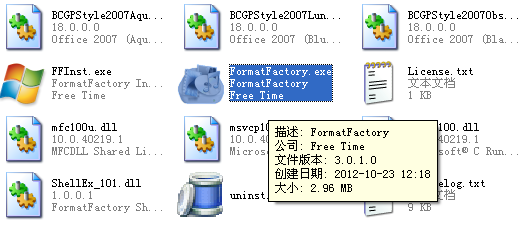 BCGPStyle2007Aqu...
18.0.0.0
Office 2007 (Aqu...
BCGPStyle2007Lun...
18.0.0.0
Office 2007 (Blu...
BCGPStyle2007Obs...
18.0.0.0
Office 2007 (Bla...
FFInst.exe
FormatFactory In...
Free Time
FormatFactory.exe
FormatFactory
Free Time
License.txt
文本文档
1 KB
mfc100u.dll
10.0.40219.1
MFCDLL Shared Li...
msvcp1
10.0.4
Micros
100.dll
40219.1
soft® C Run...
描述: FormatFactory
公司: Free Time
文件版本: 3.0.1.0
创建日期: 2012-10-23 12:18
大小: 2.96 MB
ShellEx_101.dll
1.0.0.1
FormatFactory Sh...
uninst
elog.txt
文档
9 KB